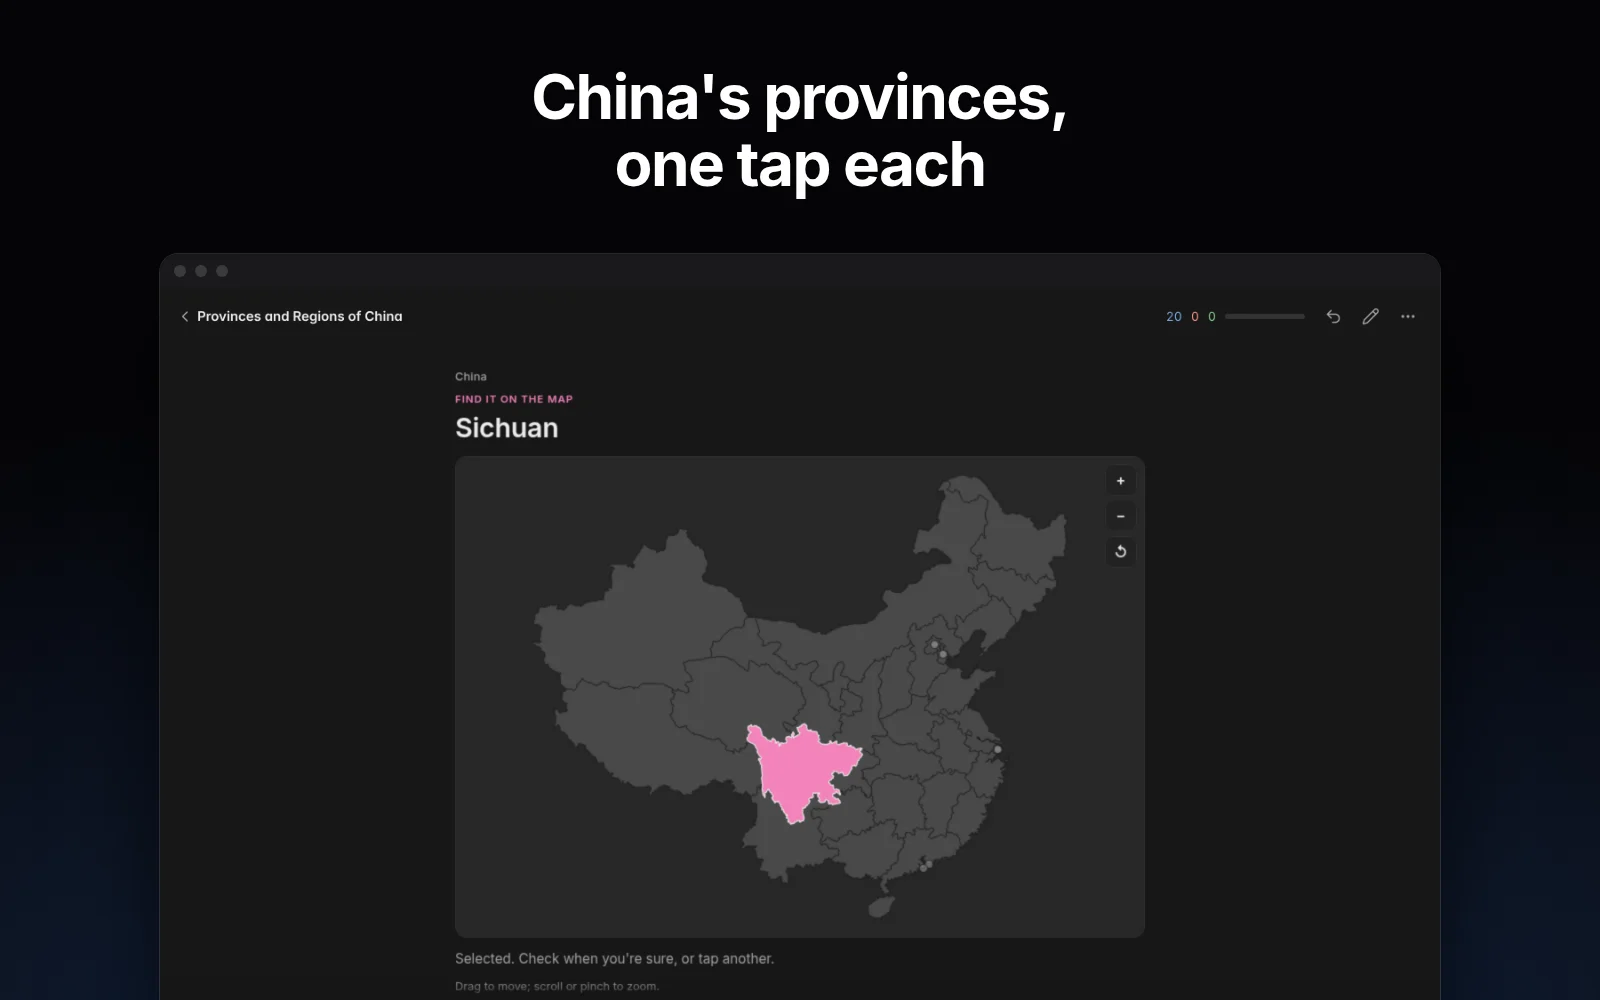 China's provinces,
one tap each
Provinces and Regions of China
20 0 0
China
FIND IT ON THE MAP
Sichuan
+
−
Selected. Check when you're sure, or tap another.
Drag to move; scroll or pinch to zoom.